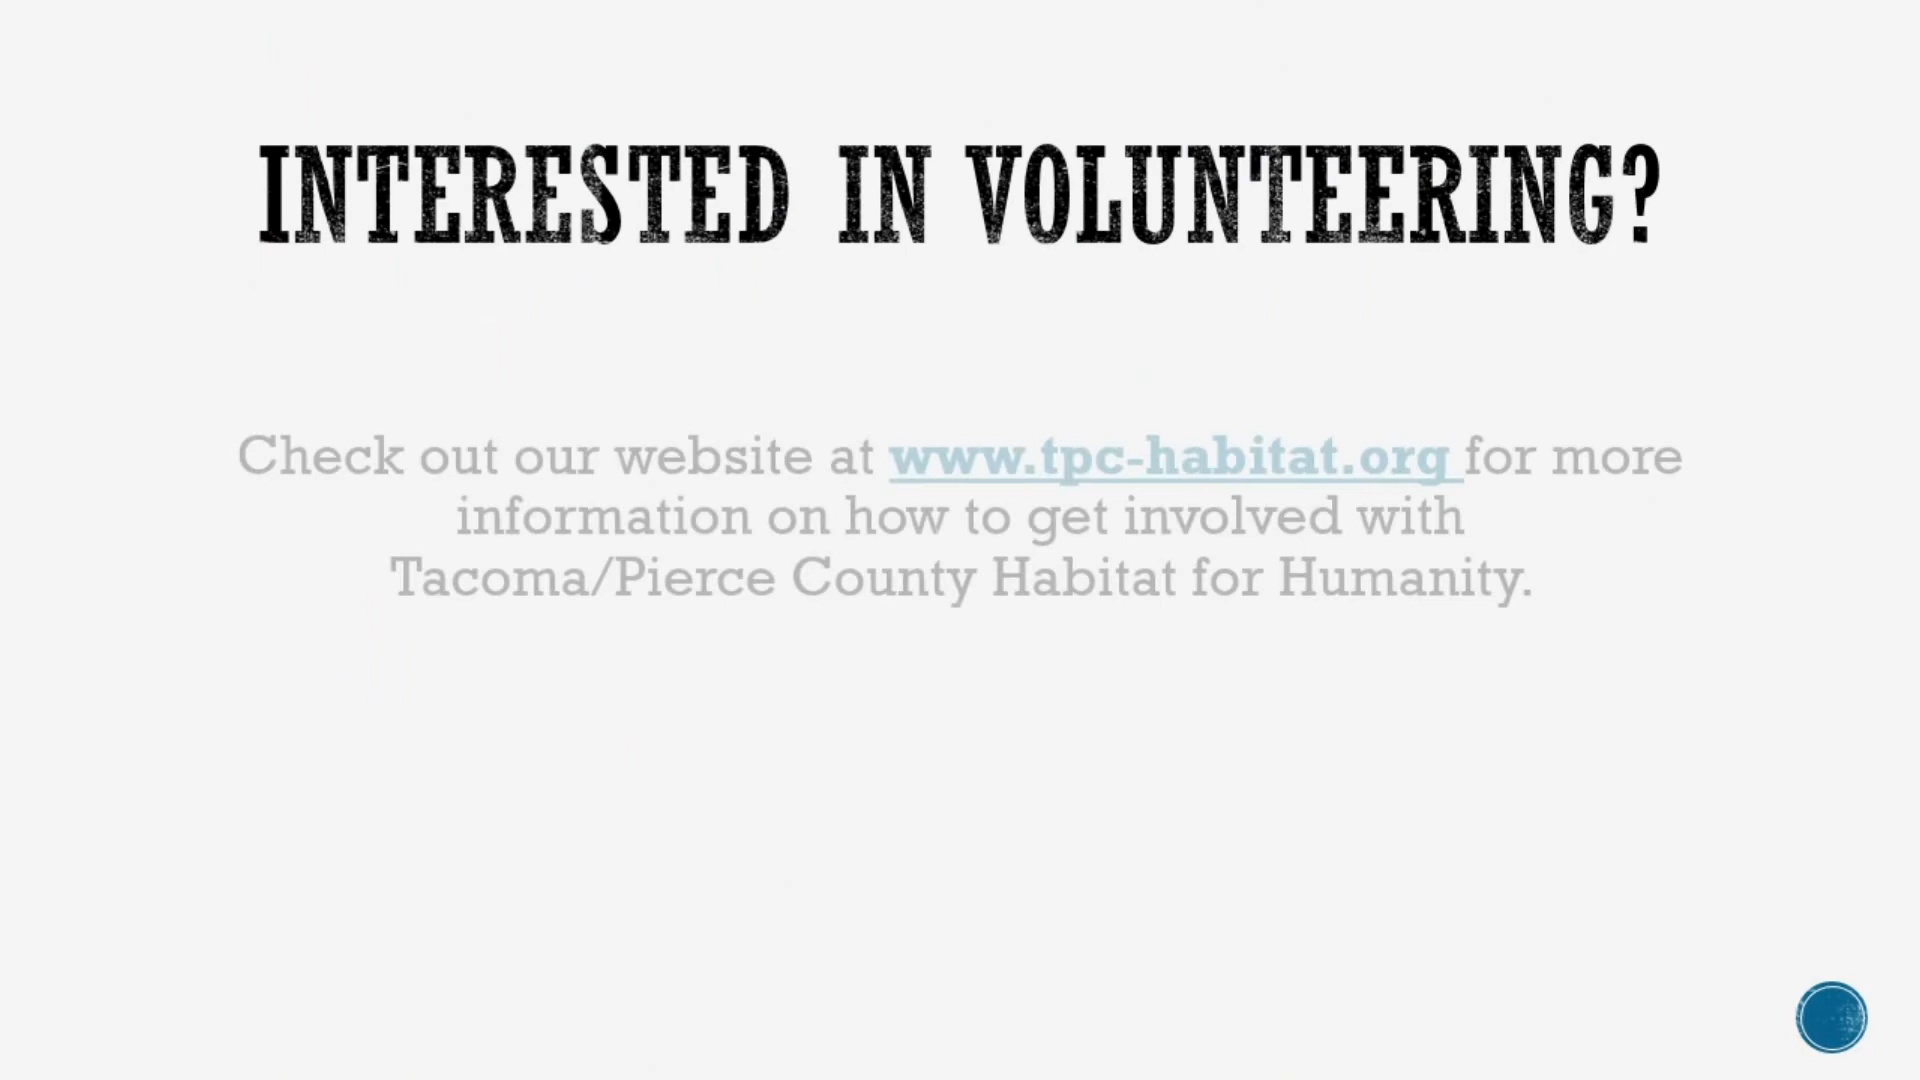 INTERESTED IN VOLUNTEERING?
Check out our website at www.tpc-habitat.org for more
information on how to get involved with
Tacoma/Pierce County Habitat for Humanity.